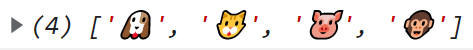 ▶ (4) ['🐶', '🐱', '🐷', '🐵']